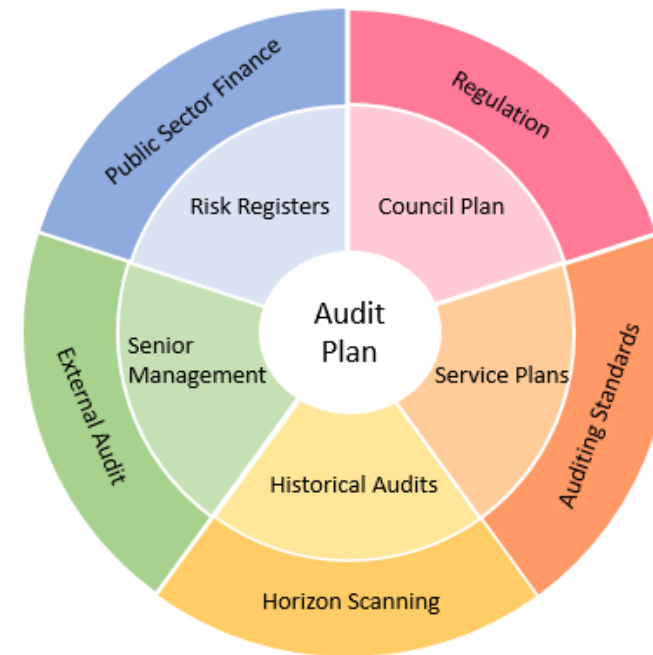 Public Sector Finance
Regulation
Risk Registers
Council Plan
Audit
Plan
Senior
Management
Service Plans
External Audit
Auditing Standards
Historical Audits
Horizon Scanning